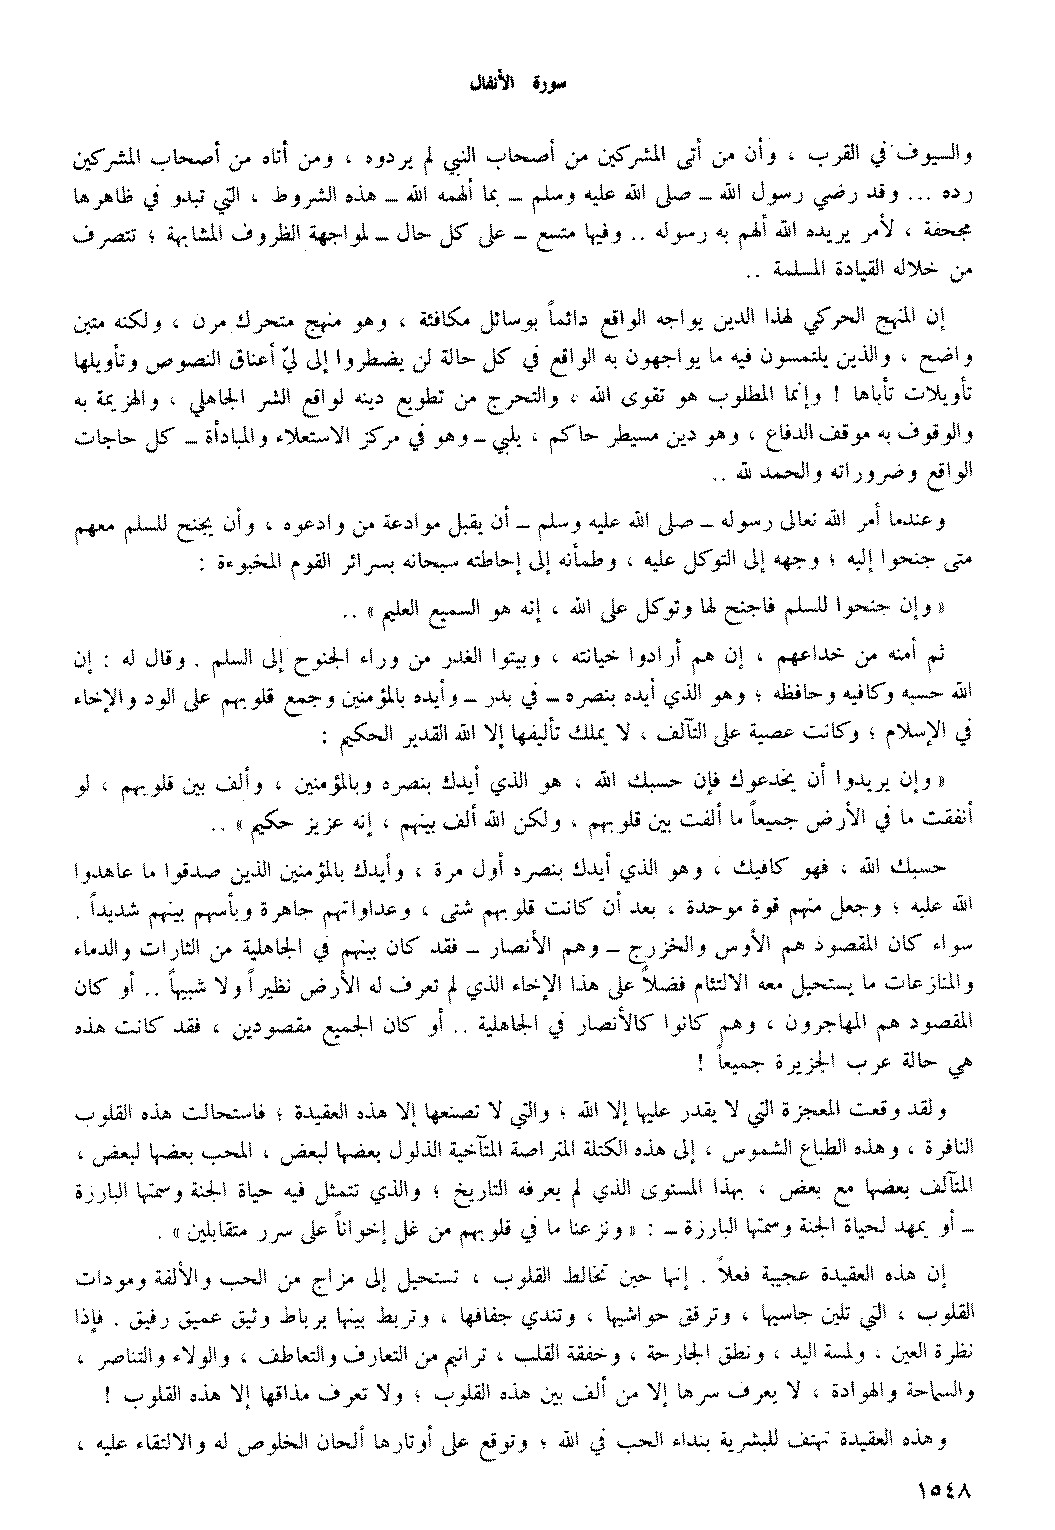 سورة الأنفال
والسيوف في القرب ، وأن من أتى المشركين من أصحاب النبي لم يردوه ، ومن أتاه من أصحاب المشركين
رده ... وقد رضي رسول الله ــ صلى الله عليه وسلم ــ بما ألهمه الله ــ هذه الشروط ، التي تبدو في ظاهرها
مجحفة ، لأمر يريده الله ألهم به رسوله .. وفيها متسع ــ على كل حال ــ لمواجهة الظروف المشابهة ؛ تتصرف
من خلاله القيادة المسلمة ..
إن المنهج الحركي لهذا الدين يواجه الواقع دائماً بوسائل مكافئة ، وهو منهج متحرك مرن ، ولكنه متين
واضح ، والذين يلتمسون فيه ما يواجهون به الواقع في كل حالة لن يضطروا إلى ليّ أعناق النصوص وتأويلها
تأويلات تأباها ! وإنما المطلوب هو تقوى الله ، والتحرج من تطويع دينه لواقع الشر الجاهلي ، والهزيمة به
والوقوف به موقف الدفاع ، وهو دين مسيطر حاكم ، يلبي ــ وهو في مركز الاستعلاء والمبادأة ــ كل حاجات
الواقع وضروراته والحمد لله ..
وعندما أمر الله تعالى رسوله ــ صلى الله عليه وسلم ــ أن يقبل موادعة من وادعوه ، وأن يجنح للسلم معهم
متى جنحوا إليه ؛ وجهه إلى التوكل عليه ، وطمأنه إلى إحاطته سبحانه بسرائر القوم المخبوءة :
« وإن جنحوا للسلم فاجنح لها وتوكل على الله ، إنه هو السميع العليم » ..
ثم أمنه من خداعهم ، إن هم أرادوا خيانته ، وبيتوا الغدر من وراء الجنوح إلى السلم . وقال له : إن
الله حسبه وكافيه وحافظه ؛ وهو الذي أيده بنصره ــ في بدر ــ وأيده بالمؤمنين وجمع قلوبهم على الود والإخاء
في الإسلام ؛ وكانت عصية على التآلف ، لا يملك تأليفها إلا الله القدير الحكيم :
« وإن يريدوا أن يخدعوك فإن حسبك الله ، هو الذي أيدك بنصره وبالمؤمنين ، وألف بين قلوبهم ، لو
أنفقت ما في الأرض جميعاً ما ألفت بين قلوبهم ، ولكن الله ألف بينهم ، إنه عزيز حكيم » ..
حسبك الله ، فهو كافيك ، وهو الذي أيدك بنصره أول مرة ، وأيدك بالمؤمنين الذين صدقوا ما عاهدوا
الله عليه ؛ وجعل منهم قوة موحدة ، بعد أن كانت قلوبهم شتى ، وعداواتهم جاهرة وبأسهم بينهم شديداً .
سواء كان المقصود هم الأوس والخزرج ــ وهم الأنصار ــ فقد كان بينهم في الجاهلية من الثارات والدماء
والمنازعات ما يستحيل معه الالتئام فضلاً على هذا الإخاء الذي لم تعرف له الأرض نظيراً ولا شبيهاً .. أو كان
المقصود هم المهاجرون ، وهم كانوا كالأنصار في الجاهلية .. أو كان الجميع مقصودين ، فقد كانت هذه
هي حالة عرب الجزيرة جميعاً !
ولقد وقعت المعجزة التي لا يقدر عليها إلا الله ؛ والتي لا تصنعها إلا هذه العقيدة ؛ فاستحالت هذه القلوب
النافرة ، وهذه الطباع الشموس ، إلى هذه الكتلة المتراصة المتآخية الذلول بعضها لبعض ، المحب بعضها لبعض ،
المتآلف بعضها مع بعض ، بهذا المستوى الذي لم يعرفه التاريخ ؛ والذي تتمثل فيه حياة الجنة وسمتها البارزة
ــ أو يمهد لحياة الجنة وسمتها البارزة ــ : « ونزعنا ما في قلوبهم من غل إخواناً على سرر متقابلين » .
إن هذه العقيدة عجيبة فعلاً . إنها حين تخالط القلوب ، تستحيل إلى مزاج من الحب والألفة ومودات
القلوب ، التي تلين جاسيها ، وترقق حواشيها ، وتندي جفافها ، وتربط بينها برباط وثيق عميق رفيق . فإذا
نظرة العين ، ولمسة اليد ، ونطق الجارحة ، وخفقة القلب ، ترانيم من التعارف والتعاطف ، والولاء والتناصر ،
والسماحة والهوادة ، لا يعرف سرها إلا من ألف بين هذه القلوب ؛ ولا تعرف مذاقها إلا هذه القلوب !
وهذه العقيدة تهتف للبشرية بنداء الحب في الله ؛ وتوقع على أوتارها ألحان الخلوص له والالتقاء عليه ،
١٥٤٨